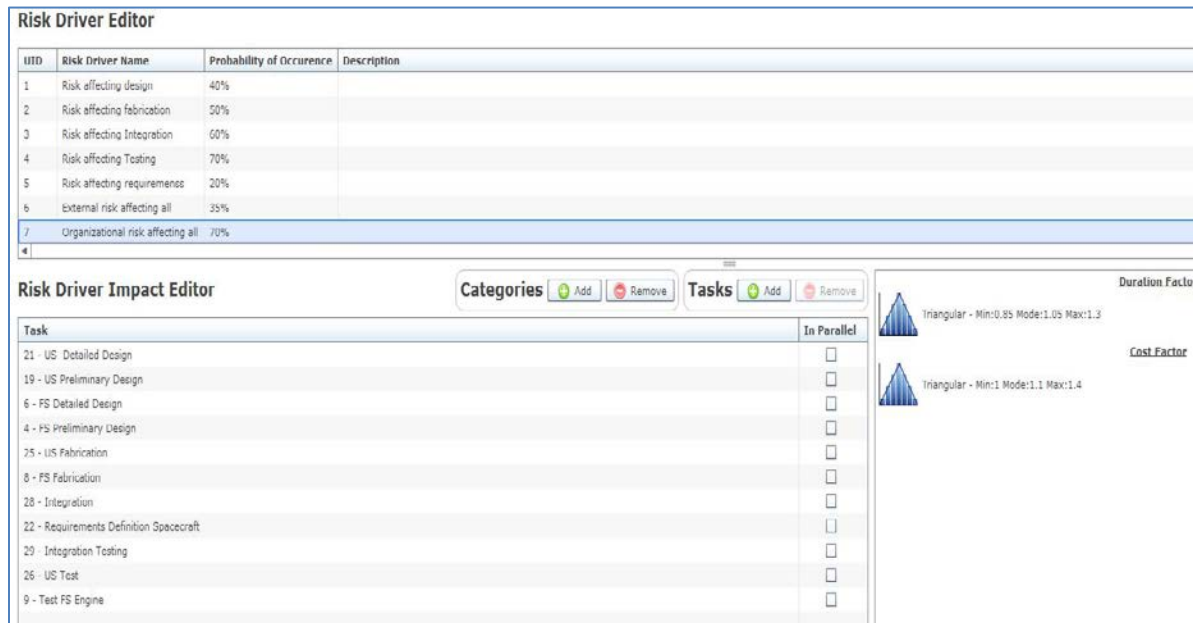 Risk Driver Editor
UID Risk Driver Name Probability of Occurence Description
1 Risk affecting design 40%
2 Risk affecting fabrication 50%
3 Risk affecting Integration 60%
4 Risk affecting Testing 70%
5 Risk affecting requirementss 20%
6 External risk affecting all 35%
7 Organizational risk affecting all 70%
Risk Driver Impact Editor
Categories Add Remove Tasks Add Remove
Task In Parallel
21 - US Detailed Design
19 - US Preliminary Design
6 - FS Detailed Design
4 - FS Preliminary Design
25 - US Fabrication
8 - FS Fabrication
28 - Integration
22 - Requirements Definition Spacecraft
29 - Integration Testing
26 - US Test
9 - Test FS Engine
Duration Facto
Triangular - Min:0.85 Mode:1.05 Max:1.3
Cost Factor
Triangular - Min:1 Mode:1.1 Max:1.4